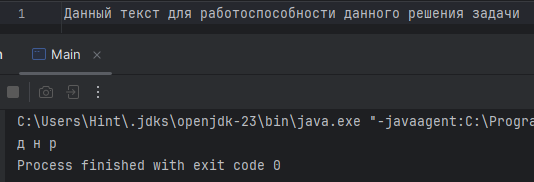 1 Данный текст для работоспособности данного решения задачи
Main
C:\Users\Hint\.jdks\openjdk-23\bin\java.exe "-javaagent:C:\Progra
д н р
Process finished with exit code 0